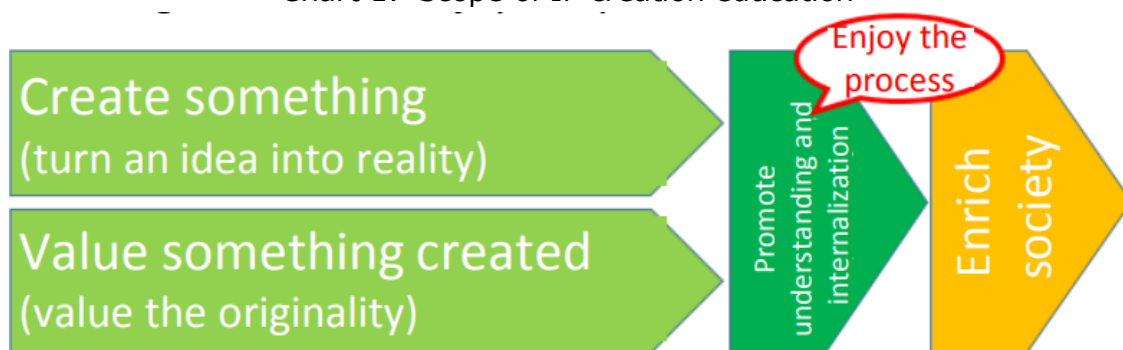 Create something
(turn an idea into reality)
Value something created
(value the originality)
Promote
understanding and
internalization
Enjoy the
process
Enrich
society